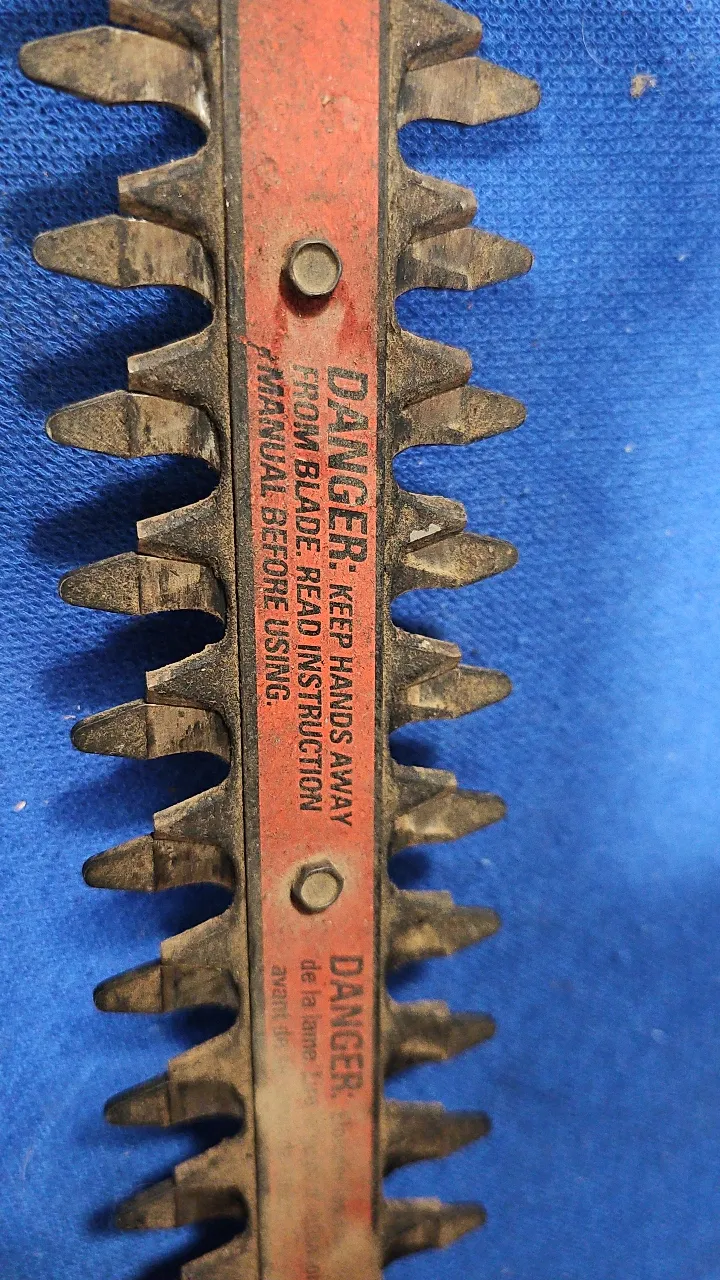 DANGER: KEEP HANDS AWAY
FROM BLADE. READ INSTRUCTION
MANUAL BEFORE USING.
DANGER:
de la lame
avant de